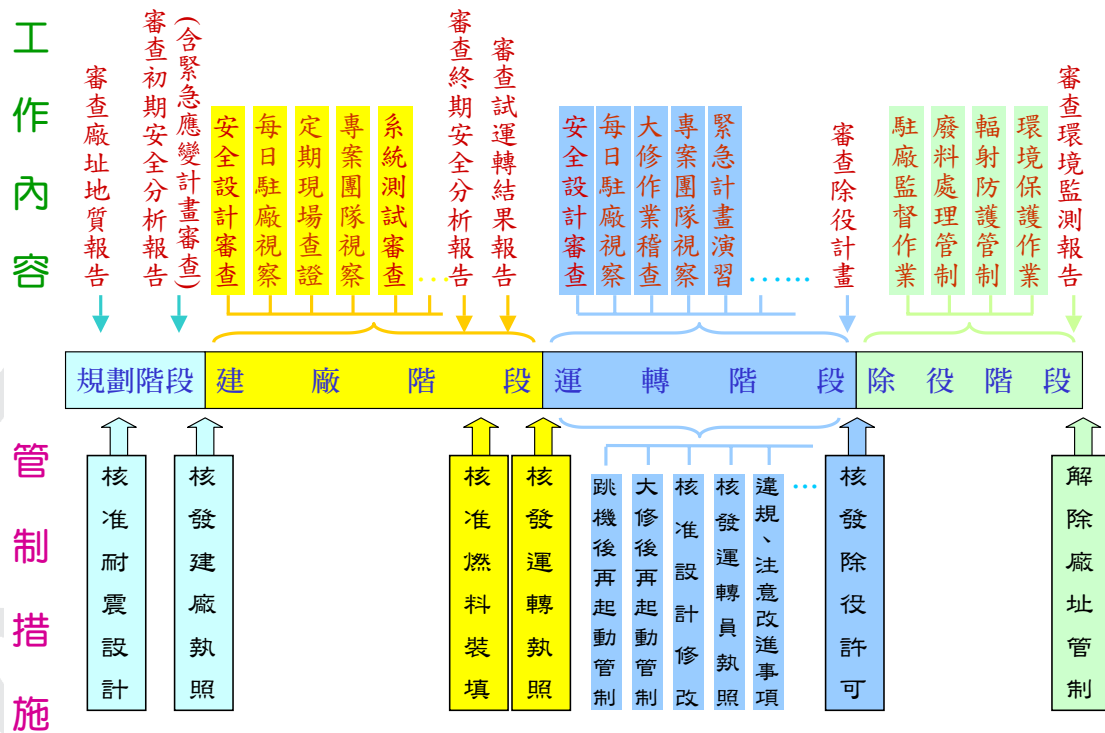 工作內容
審查廠址地質報告
審查初期安全分析報告
(含緊急應變計畫審查)
安全設計審查
每日駐廠視察
定期現場查證
專案團隊視察
系統測試審查
……
審查終期安全分析報告
審查試運轉結果報告
安全設計審查
每日駐廠視察
大修作業稽查
專案團隊視察
緊急計畫演習
……
審查除役計畫
駐廠監督作業
廢料處理管制
輻射防護管制
環境保護作業
審查環境監測報告
規劃階段
建廠階段
運轉階段
除役階段
管制措施
核准耐震設計
核發建廠執照
核准燃料裝填
核發運轉執照
跳機後再起動管制
大修後再起動管制
核准設計修改
核發運轉員執照
違規、注意改進事項
…
核發除役許可
解除廠址管制